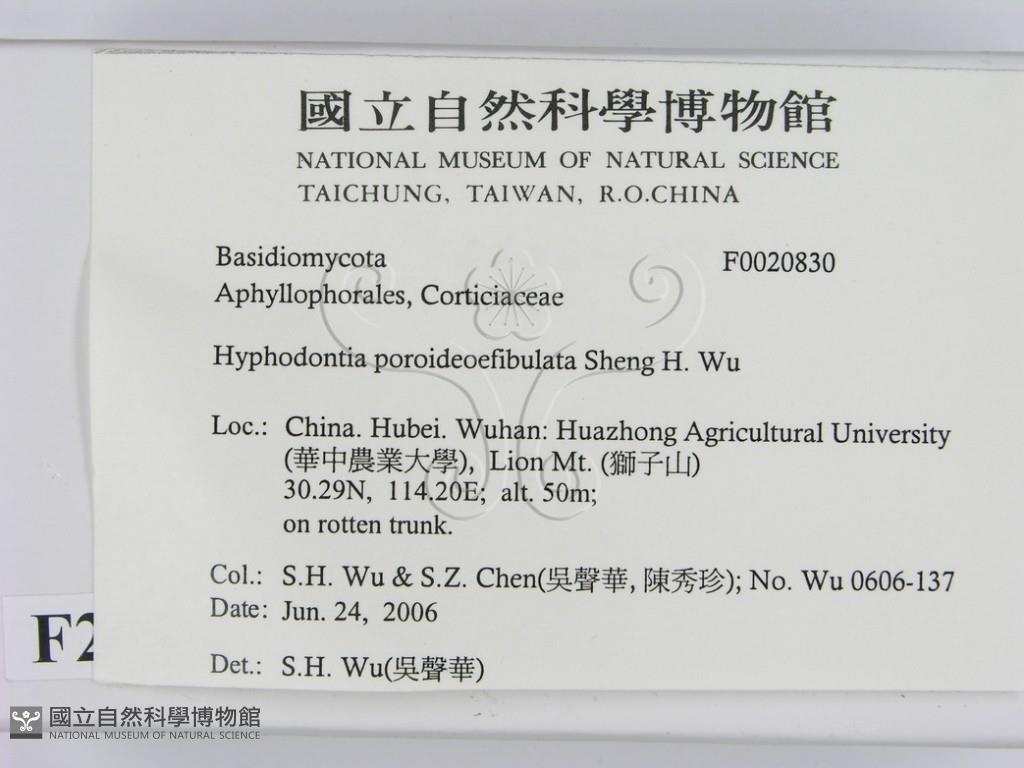 國立自然科學博物館
NATIONAL MUSEUM OF NATURAL SCIENCE
TAICHUNG, TAIWAN, R.O.CHINA
Basidiomycota F0020830
Aphyllophorales, Corticiaceae
Hyphodontia poroideoefibulata Sheng H. Wu
Loc.: China. Hubei. Wuhan: Huazhong Agricultural University
(華中農業大學), Lion Mt. (獅子山)
30.29N, 114.20E; alt. 50m;
on rotten trunk.
Col.: S.H. Wu & S.Z. Chen(吳聲華, 陳秀珍); No. Wu 0606-137
Date: Jun. 24, 2006
F2
Det.: S.H. Wu(吳聲華)
國立自然科學博物館
NATIONAL MUSEUM OF NATURAL SCIENCE